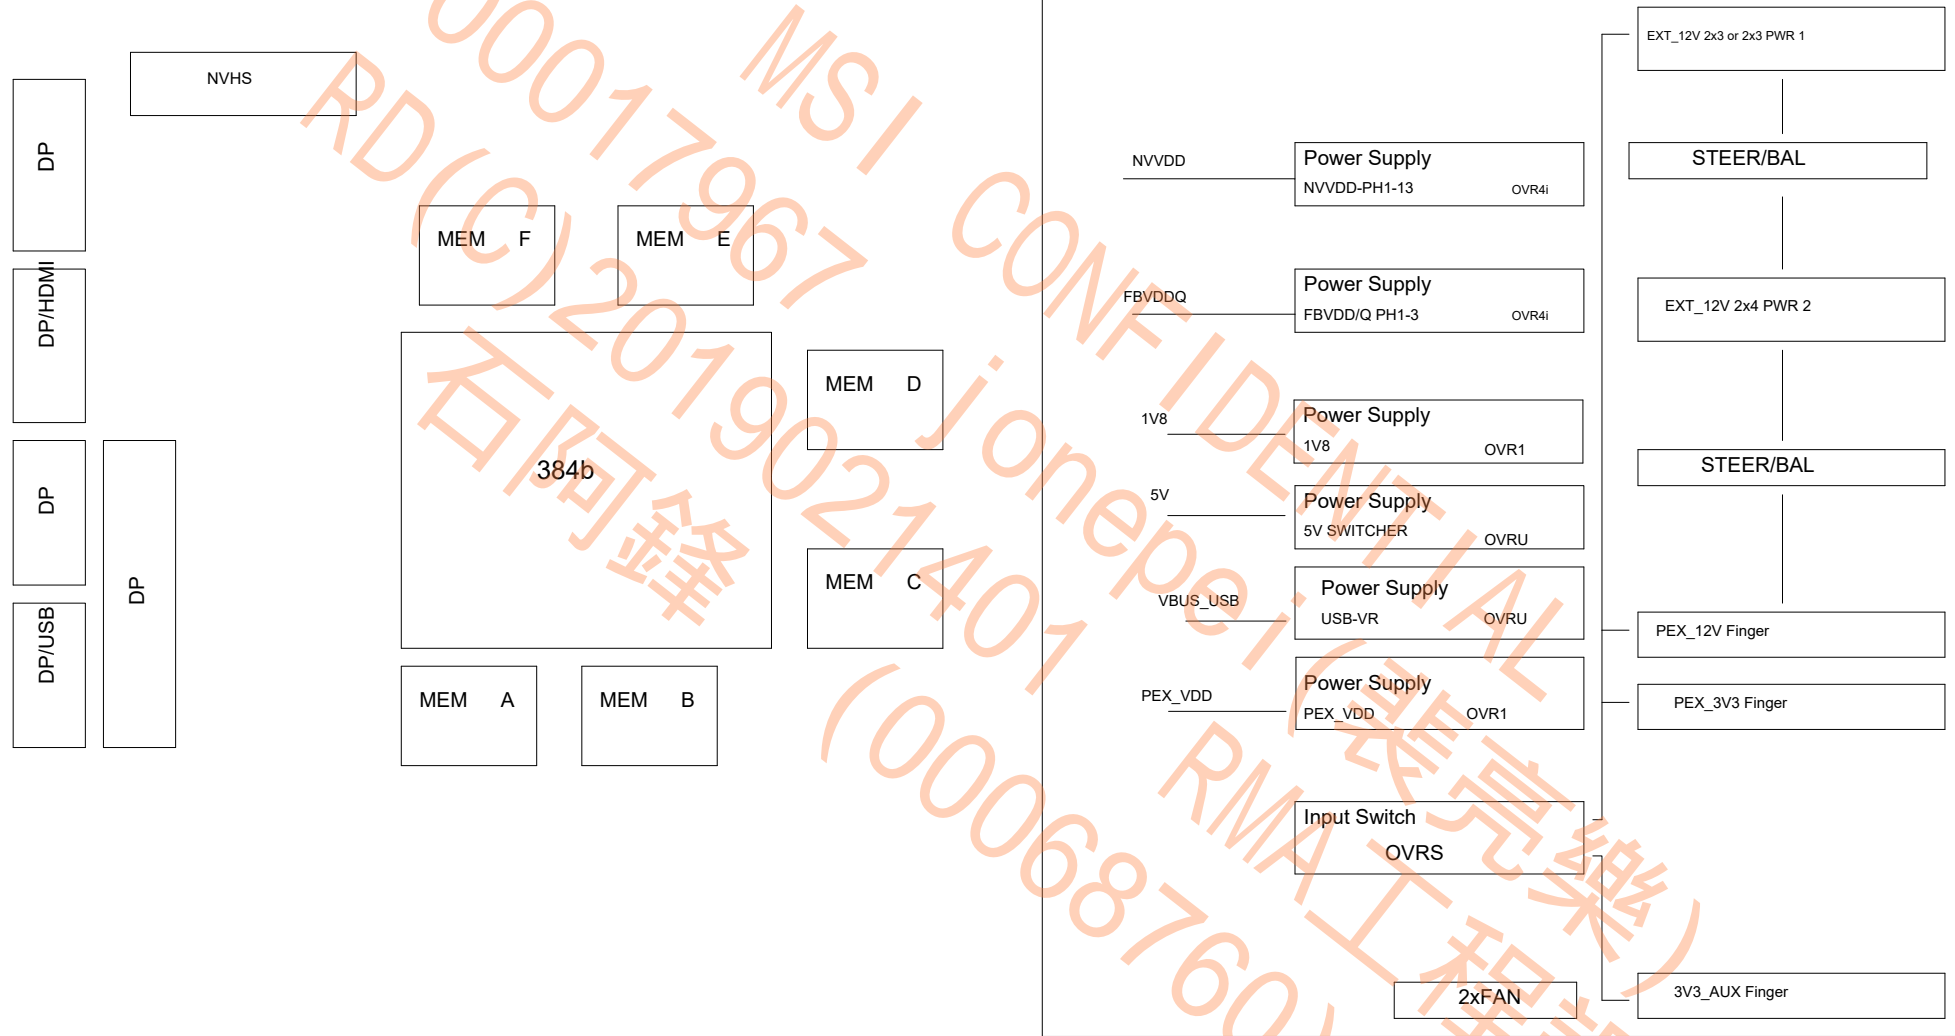 NVHS
DP
DP/HDMI
DP
DP/USB
DP
MEM F
MEM E
MEM D
384b
MEM C
MEM A
MEM B
NVVDD
Power Supply
NVVDD-PH1-13 OVR4i
FBVDDQ
Power Supply
FBVDD/Q PH1-3 OVR4i
1V8
Power Supply
1V8 OVR1
5V
Power Supply
5V SWITCHER OVRU
VBUS_USB
Power Supply
USB-VR OVRU
PEX_VDD
Power Supply
PEX_VDD OVR1
Input Switch
OVRS
2xFAN
EXT_12V 2x3 or 2x3 PWR 1
STEER/BAL
EXT_12V 2x4 PWR 2
STEER/BAL
PEX_12V Finger
PEX_3V3 Finger
3V3_AUX Finger
MSI CONFIDENTIAL
00017967 jonepei(裴亮樂)
RD(C)2019021401 RMA工程部
石阿鋒 (00068760)